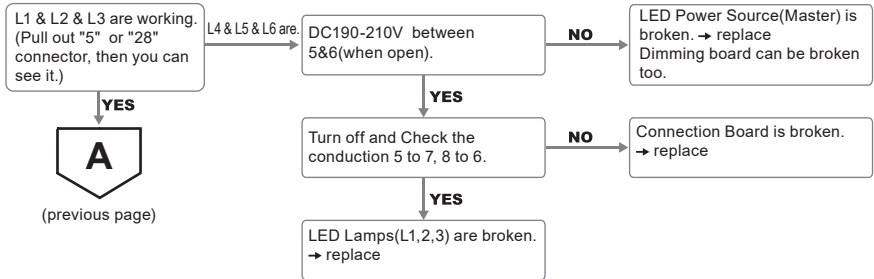 L1 & L2 & L3 are working.
(Pull out "5" or "28"
connector, then you can
see it.)
L4 & L5 & L6 are.
DC190-210V between
5&6(when open).
NO
LED Power Source(Master) is
broken. → replace
Dimming board can be broken
too.
YES
A
(previous page)
YES
Turn off and Check the
conduction 5 to 7, 8 to 6.
NO
Connection Board is broken.
→ replace
YES
LED Lamps(L1,2,3) are broken.
→ replace